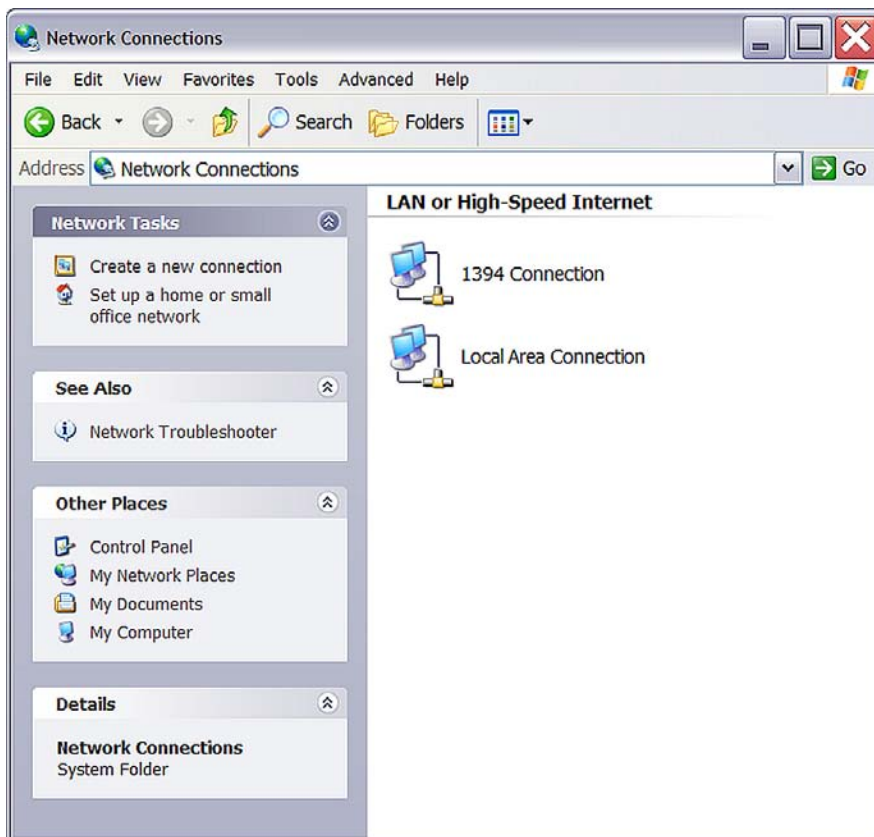 Network Connections
File Edit View Favorites Tools Advanced Help
Back Search Folders
Address Network Connections Go
Network Tasks
Create a new connection
Set up a home or small
office network
See Also
Network Troubleshooter
Other Places
Control Panel
My Network Places
My Documents
My Computer
Details
Network Connections
System Folder
LAN or High-Speed Internet
1394 Connection
Local Area Connection